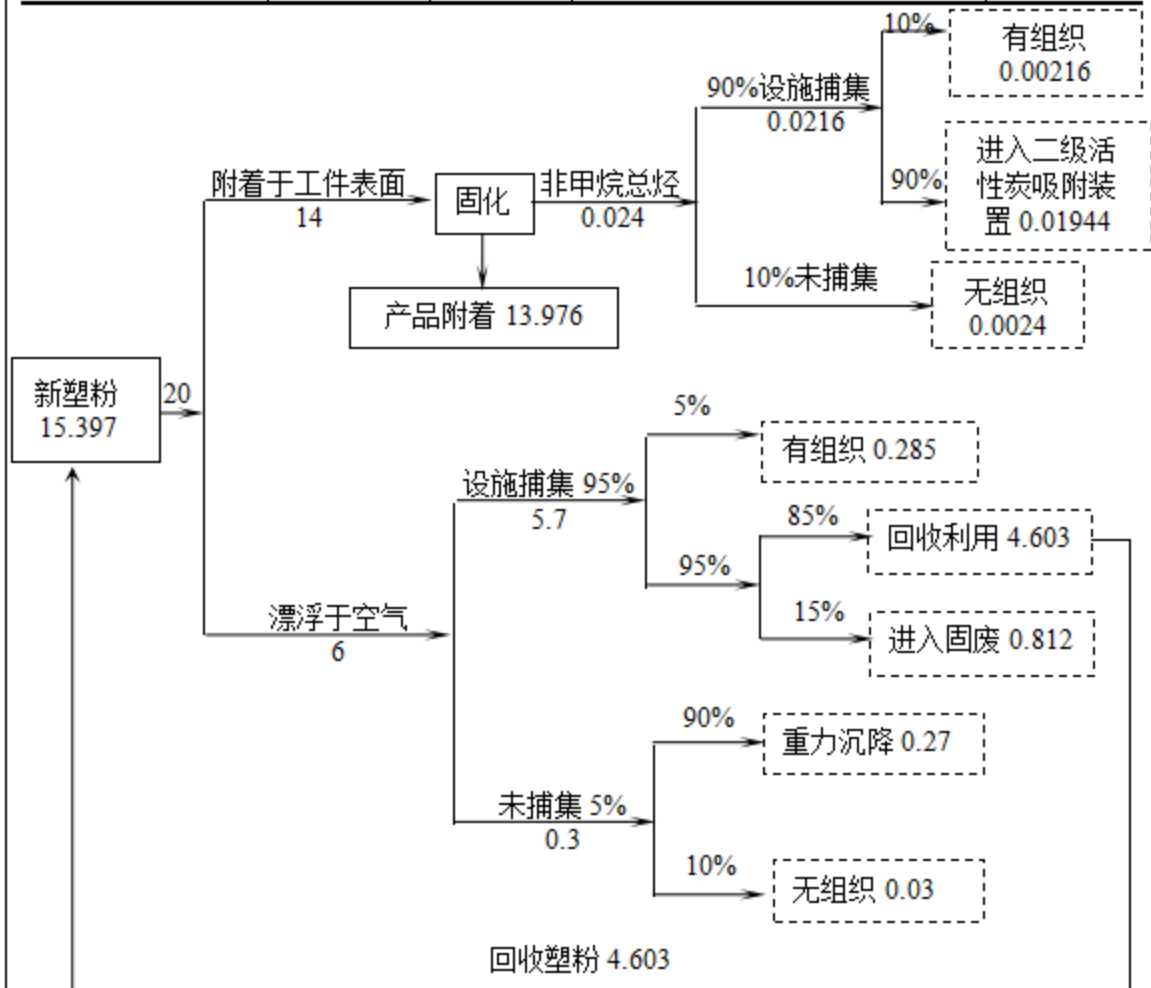 10%
有组织
0.00216
90%设施捕集
0.0216
进入二级活
性炭吸附装
置 0.01944
90%
附着于工件表面
14
固化
非甲烷总烃
0.024
10%未捕集
无组织
0.0024
产品附着 13.976
新塑粉
15.397
20
5%
有组织 0.285
设施捕集 95%
5.7
85%
回收利用 4.603
95%
15%
进入固废 0.812
漂浮于空气
6
90%
重力沉降 0.27
未捕集 5%
0.3
10%
无组织 0.03
回收塑粉 4.603